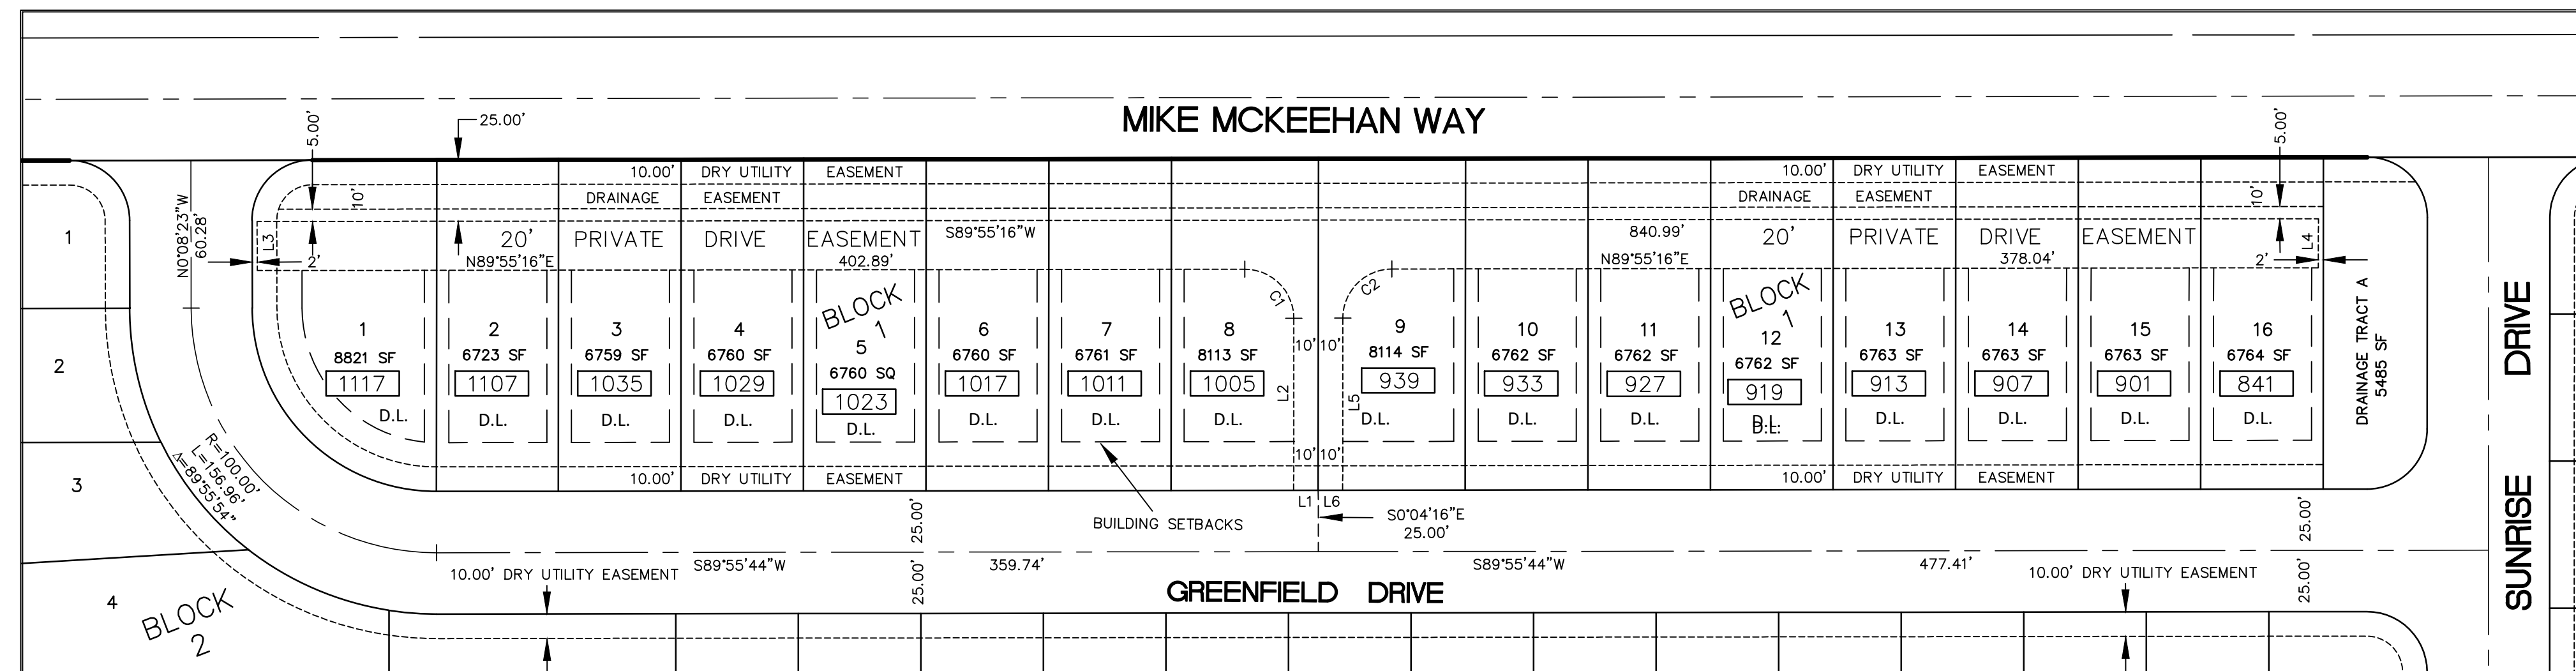 MIKE MCKEEHAN WAY
5.00'
25.00'
5.00'
10.00' DRY UTILITY EASEMENT
10.00' DRY UTILITY EASEMENT
10'
DRAINAGE EASEMENT
DRAINAGE EASEMENT
10'
N0°08'23"W
60.28'
L3
2'
20' PRIVATE DRIVE EASEMENT
S89°55'16"W
840.99'
20' PRIVATE DRIVE EASEMENT
L4
2'
N89°55'16"E
402.89'
N89°55'16"E
378.04'
C1
C2
BLOCK
1
BLOCK
1
1
8821 SF
1117
D.L.
2
6723 SF
1107
D.L.
3
6759 SF
1035
D.L.
4
6760 SF
1029
D.L.
5
6760 SQ
1023
D.L.
6
6760 SF
1017
D.L.
7
6761 SF
1011
D.L.
8
8113 SF
1005
D.L.
10' 10'
L2
L5
10' 10'
9
8114 SF
939
D.L.
10
6762 SF
933
D.L.
11
6762 SF
927
D.L.
12
6762 SF
919
D.L.
D.L.
13
6763 SF
913
D.L.
14
6763 SF
907
D.L.
15
6763 SF
901
D.L.
16
6764 SF
841
D.L.
DRAINAGE TRACT A
5485 SF
SUNRISE DRIVE
1
2
3
4
BLOCK
2
R=100.00'
L=156.96'
Δ=89°55'54"
10.00' DRY UTILITY EASEMENT
10.00' DRY UTILITY EASEMENT
L1 L6
BUILDING SETBACKS
S0°04'16"E
25.00'
25.00'
25.00'
25.00'
25.00'
S89°55'44"W
359.74'
S89°55'44"W
477.41'
10.00' DRY UTILITY EASEMENT
10.00' DRY UTILITY EASEMENT
GREENFIELD DRIVE